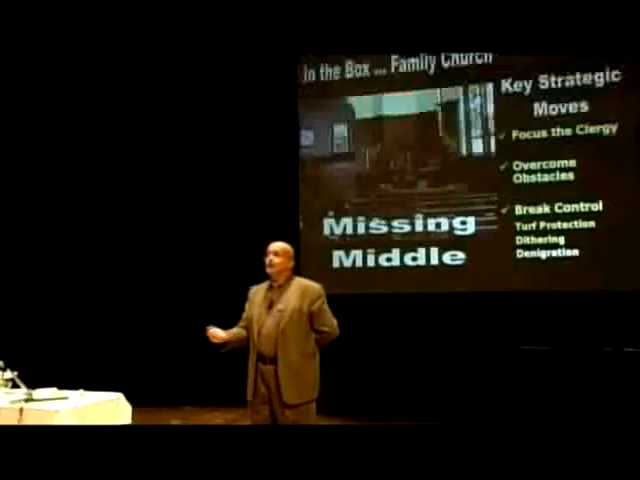 In the Box ... Family Church
Key Strategic
Moves
✓ Focus the Clergy
✓ Overcome
Obstacles
✓ Break Control
Turf Protection
Dithering
Denigration
Missing
Middle